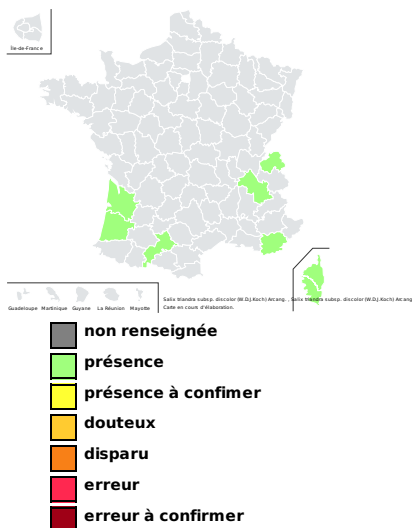 Île-de-France
Guadeloupe Martinique Guyane La Réunion Mayotte
Salix triandra subsp. discolor (W.D.J.Koch) Arcang. , Salix triandra subsp. discolor (W.D.J.Koch) Arcang
Carte en cours d'élaboration.
non renseignée
présence
présence à confimer
douteux
disparu
erreur
erreur à confirmer